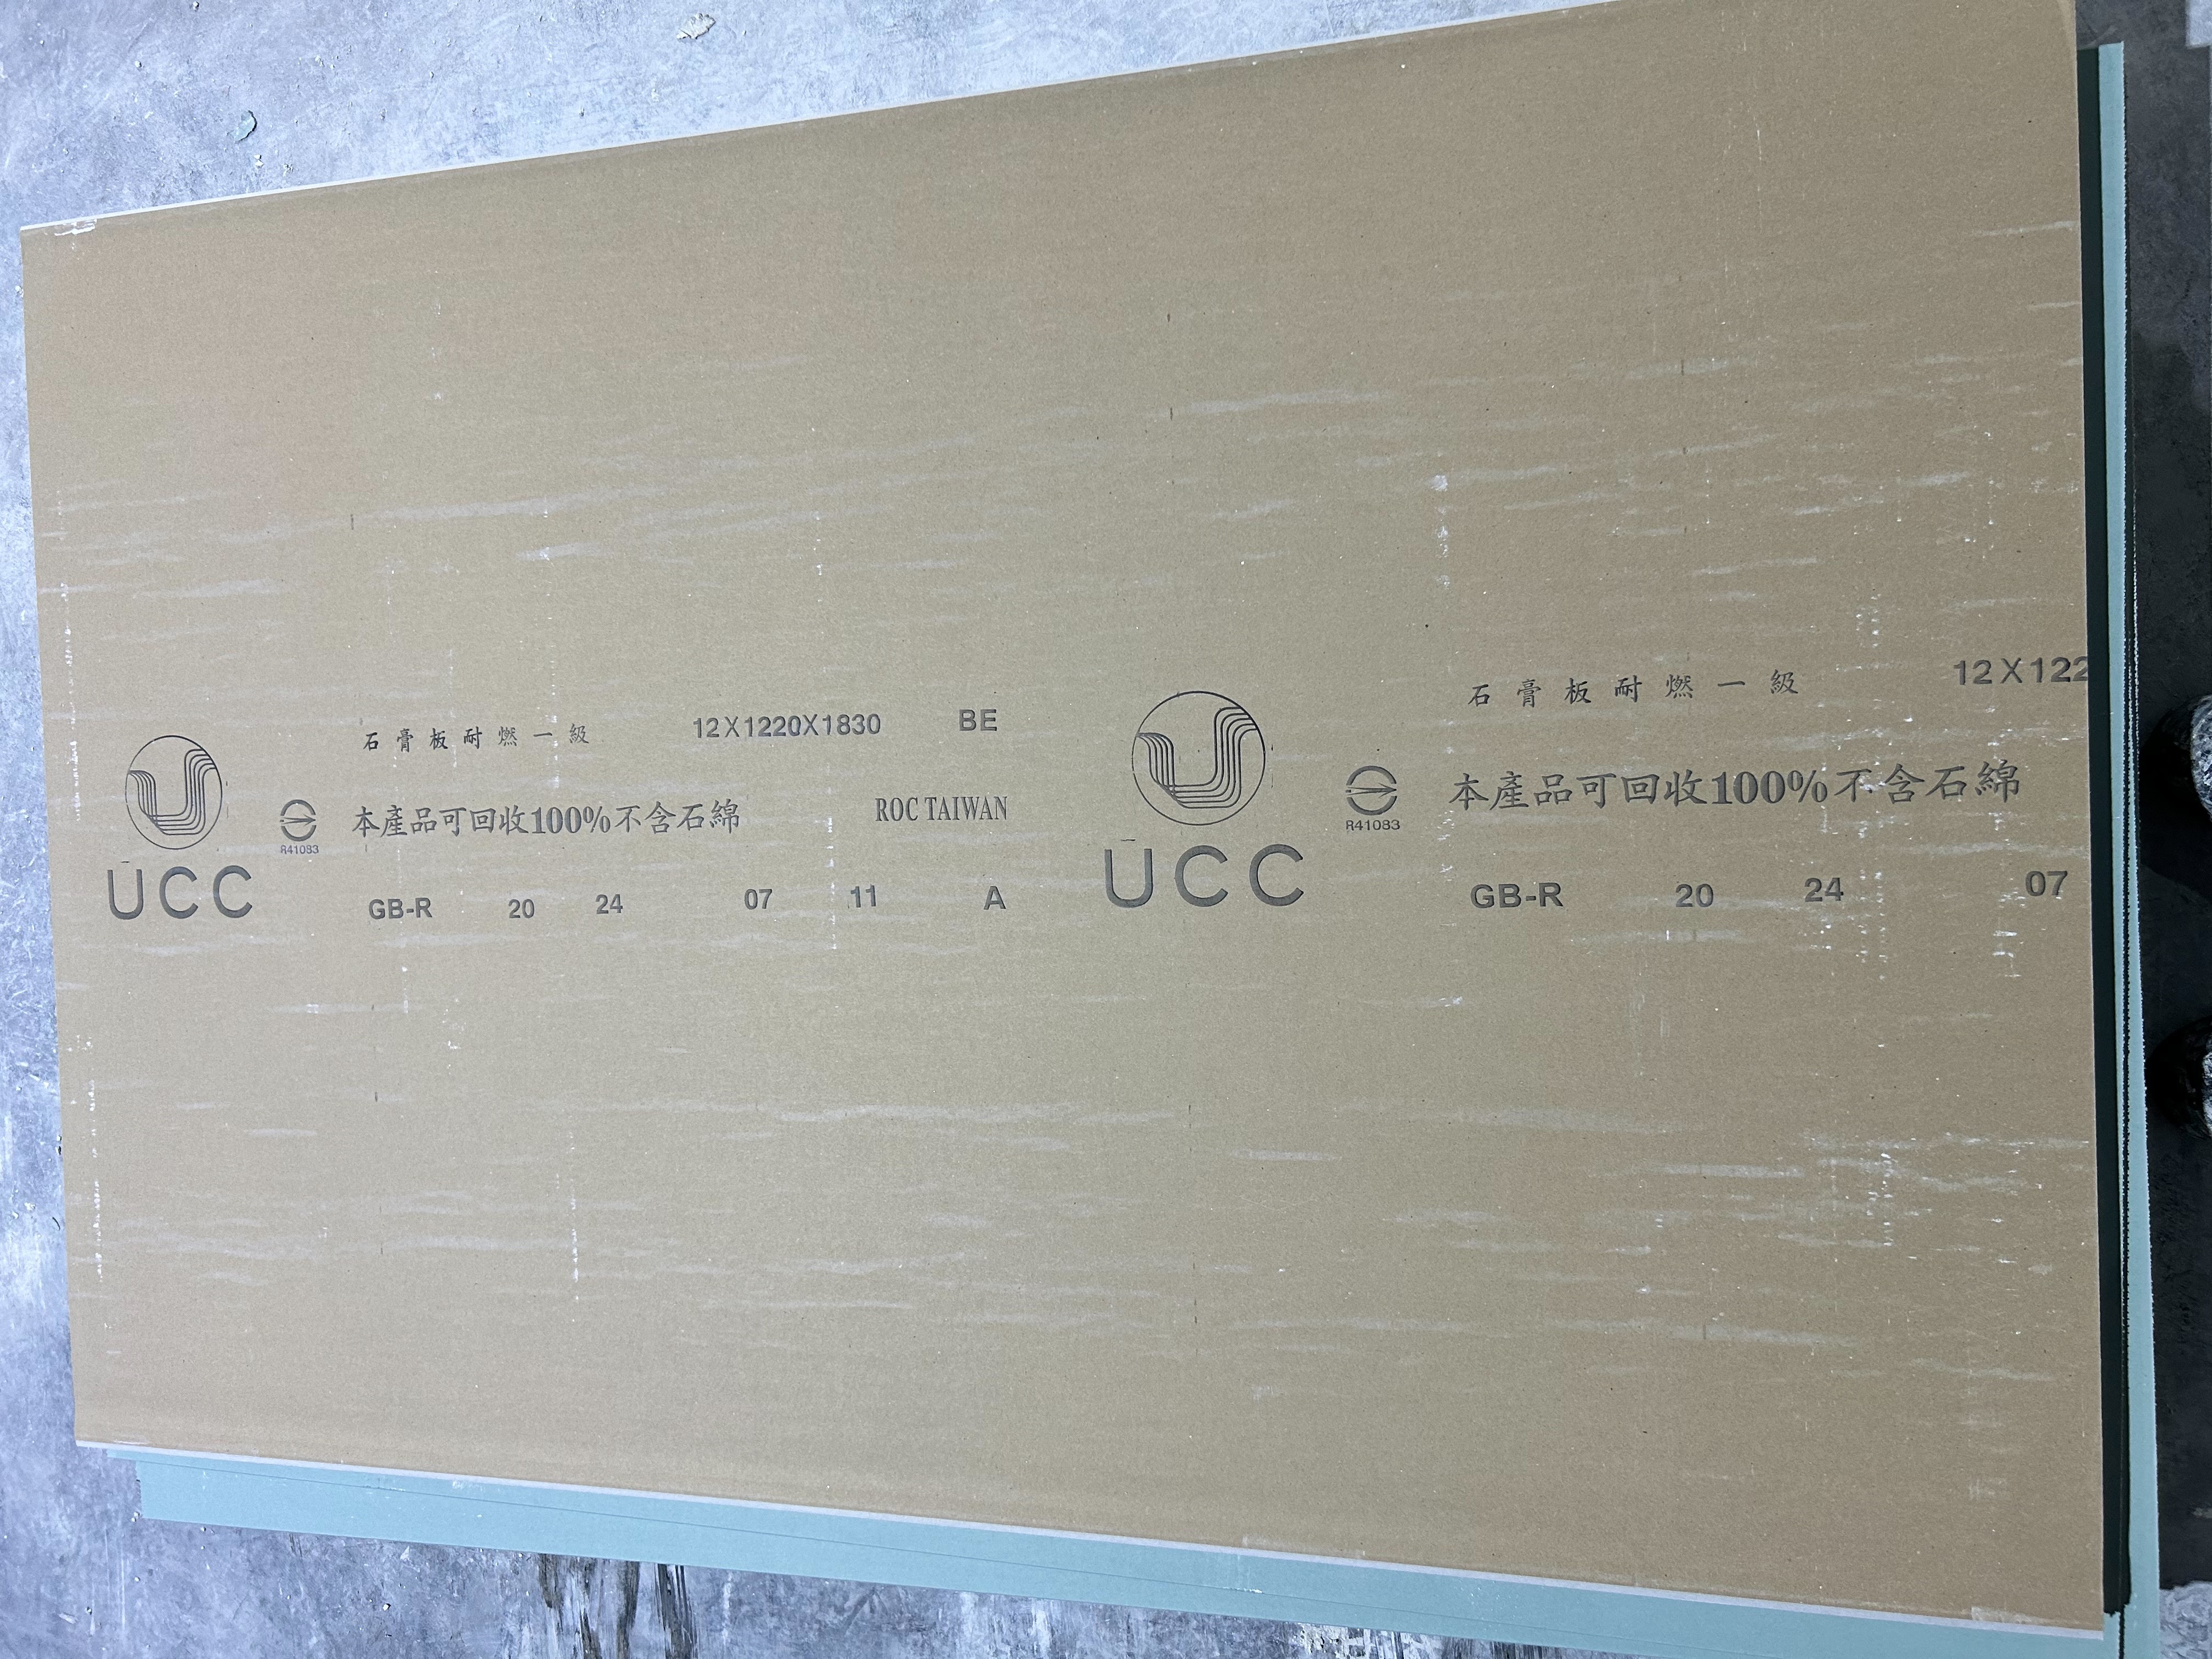 石膏板耐燃一級 12X1220X1830 BE
R41083 本產品可回收100%不含石綿 ROC TAIWAN
UCC GB-R 20 24 07 11 A
石膏板耐燃一級 12X122
R41083 本產品可回收100%不含石綿
UCC GB-R 20 24 07